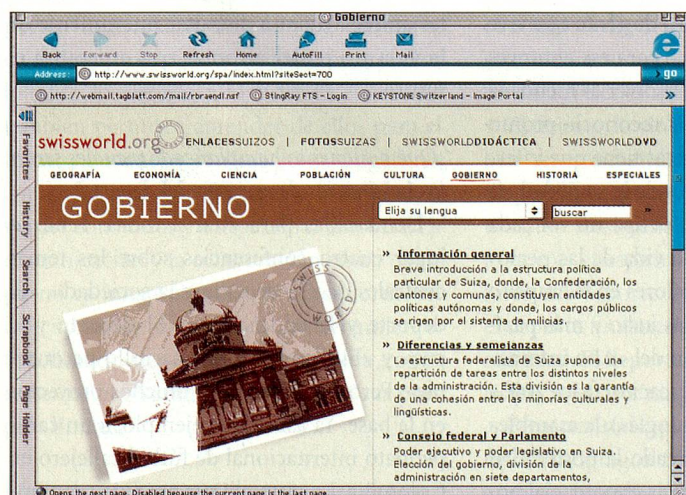 Gobierno
Back Forward Stop Refresh Home AutoFill Print Mail
Address: http://www.swissworld.org/spa/index.html?siteSect=700 go
http://webmail.tagblatt.com/mail/rbraendl.nsf StingRay FTS - Login KEYSTONE Switzerland - Image Portal
Favorites
History
Search
Scrapbook
Page Holder
swissworld.org ENLACESSUIZOS | FOTOSSUIZAS | SWISSWORLDDIDÁCTICA | SWISSWORLDDVD
GEOGRAFÍA ECONOMÍA CIENCIA POBLACIÓN CULTURA GOBIERNO HISTORIA ESPECIALES
GOBIERNO
Elija su lengua buscar
SWISS WORLD
» Información general
Breve introducción a la estructura política
particular de Suiza, donde, la Confederación, los
cantones y comunas, constituyen entidades
políticas autónomas y donde, los cargos públicos
se rigen por el sistema de milicias.
» Diferencias y semejanzas
La estructura federalista de Suiza supone una
repartición de tareas entre los distintos niveles
de la administración. Esta división es la garantía
de una cohesión entre las minorías culturales y
lingüísticas.
» Consejo federal y Parlamento
Poder ejecutivo y poder legislativo en Suiza.
Elección del gobierno, división de la
administración en siete departamentos,
Opens the next page. Disabled because the current page is the last page.